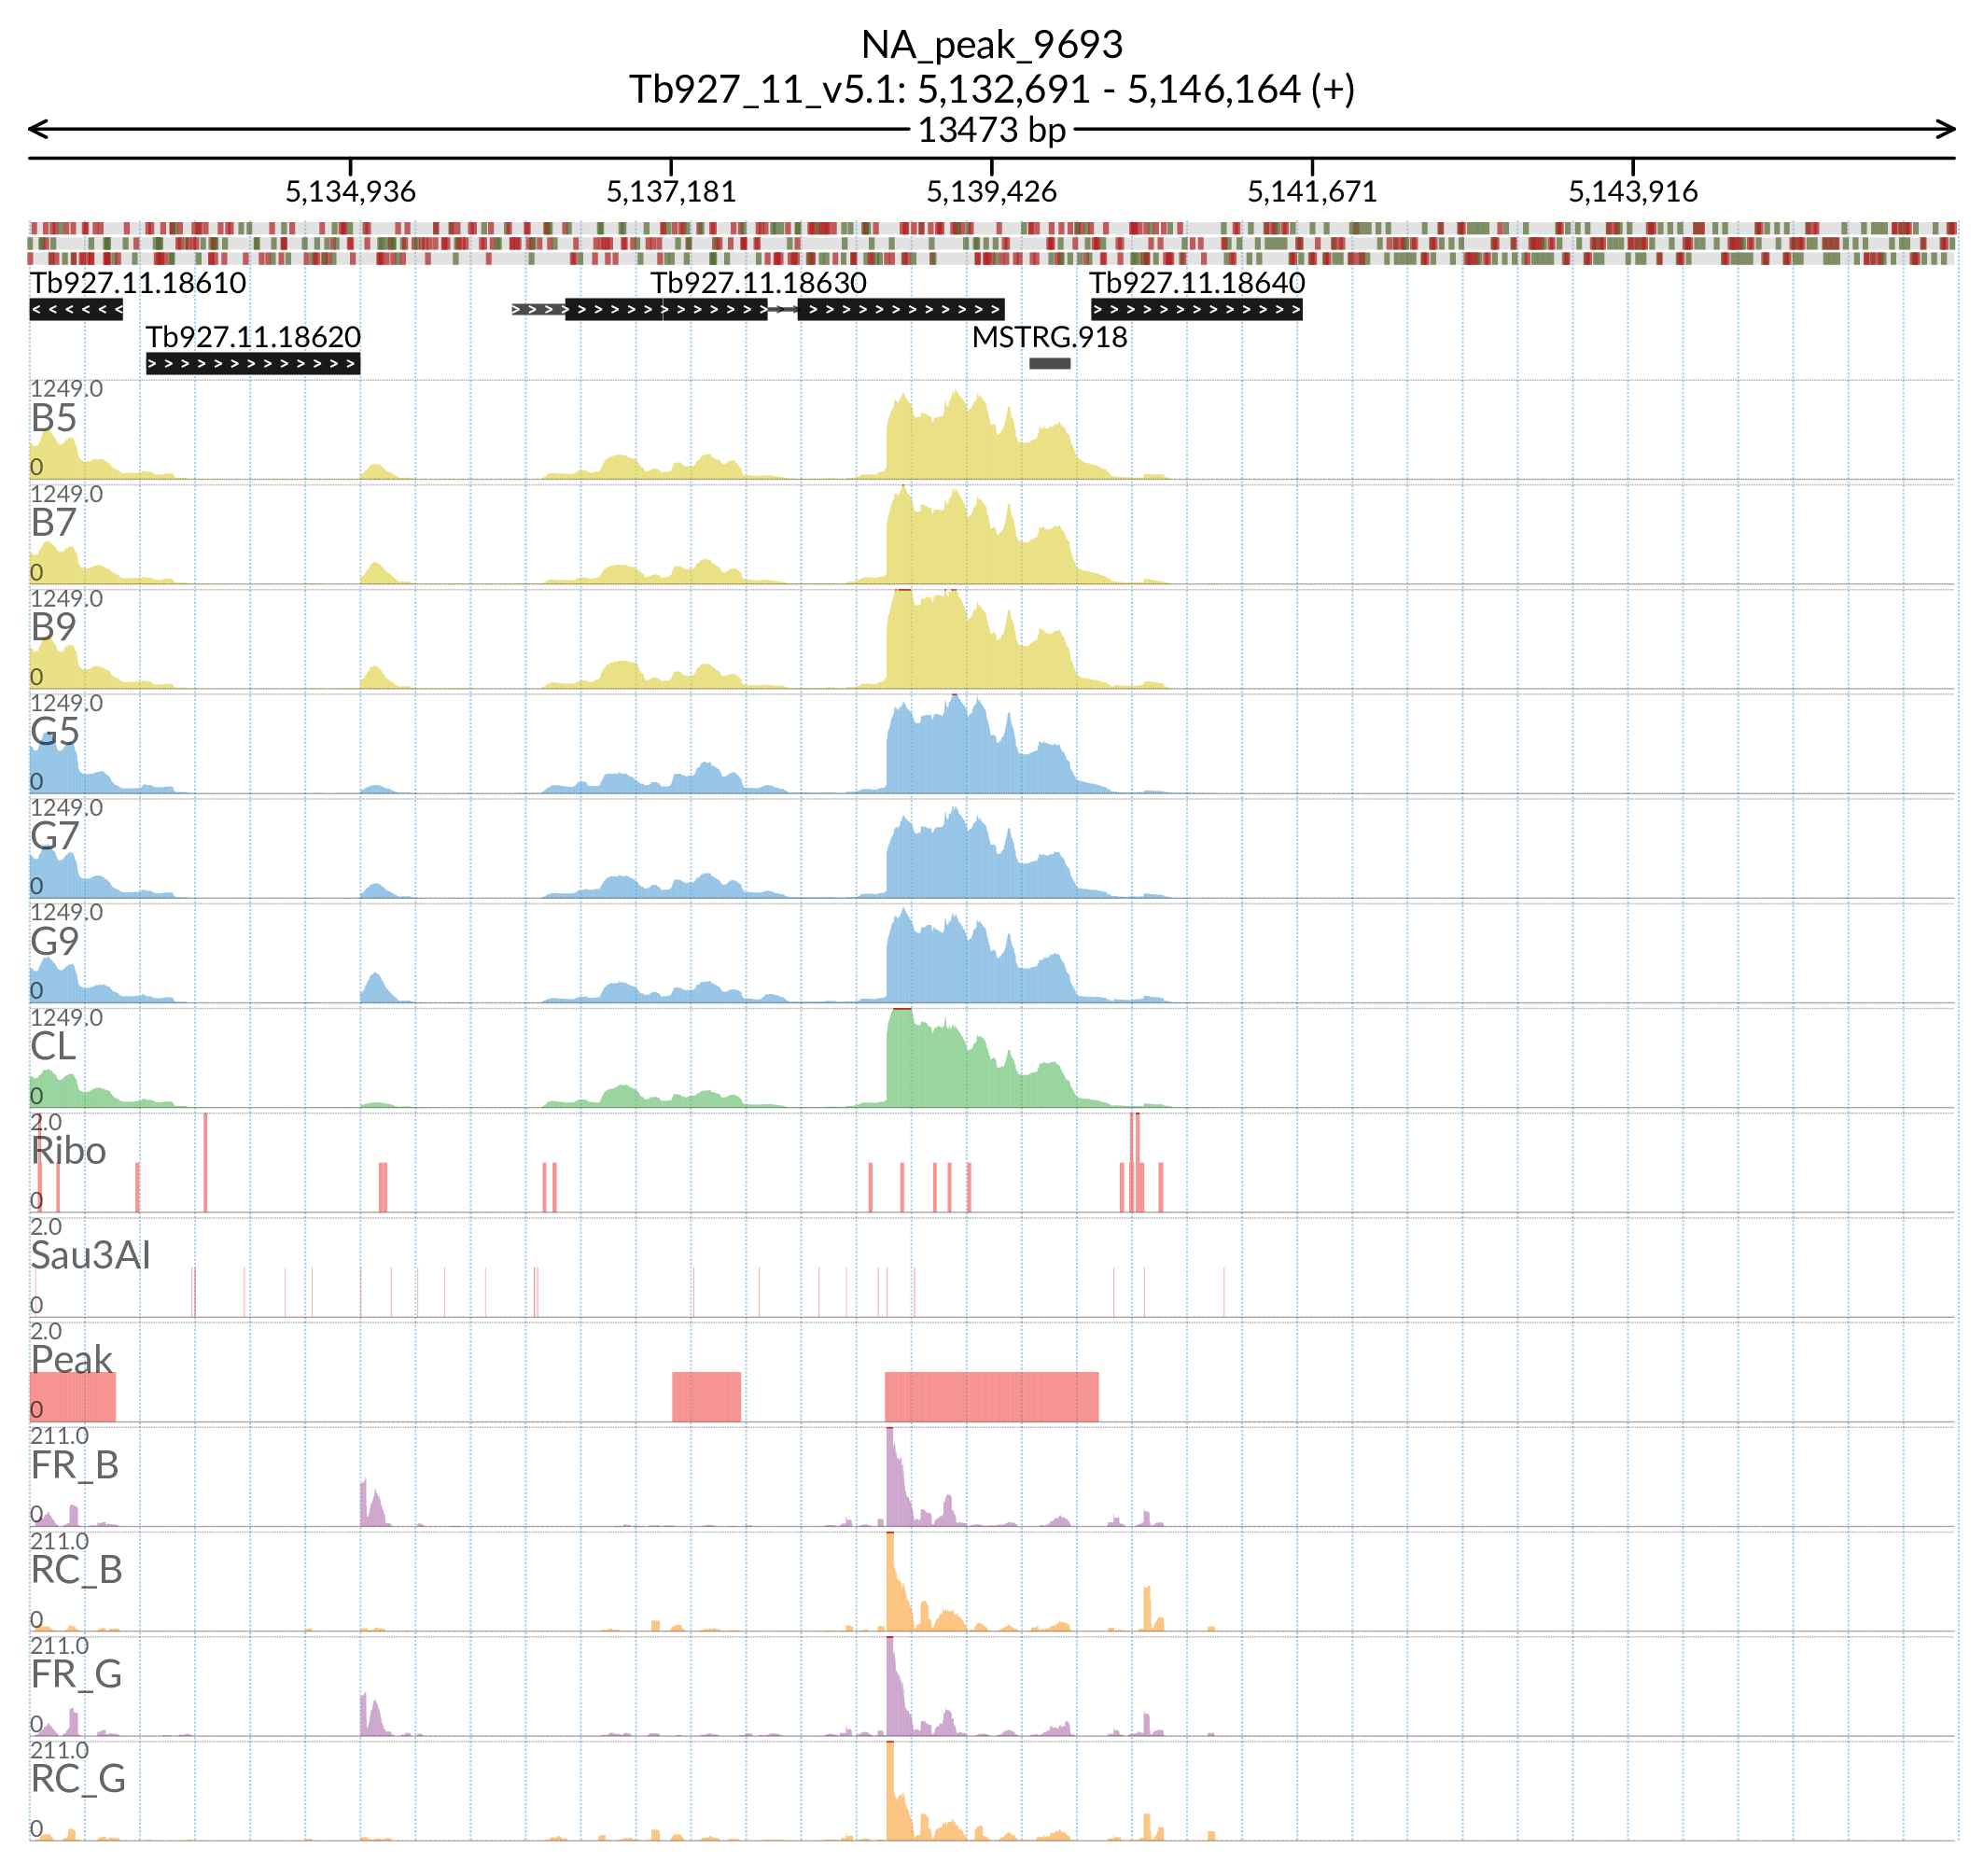 NA_peak_9693
Tb927_11_v5.1: 5,132,691 - 5,146,164 (+)
13473 bp
5,134,936 5,137,181 5,139,426 5,141,671 5,143,916
Tb927.11.18610 Tb927.11.18630 Tb927.11.18640
Tb927.11.18620 MSTRG.918
1249.0
B5
0
1249.0
B7
0
1249.0
B9
0
1249.0
G5
0
1249.0
G7
0
1249.0
G9
0
1249.0
CL
0
2.0
Ribo
0
2.0
Sau3AI
0
2.0
Peak
0
211.0
FR_B
0
211.0
RC_B
0
211.0
FR_G
0
211.0
RC_G
0